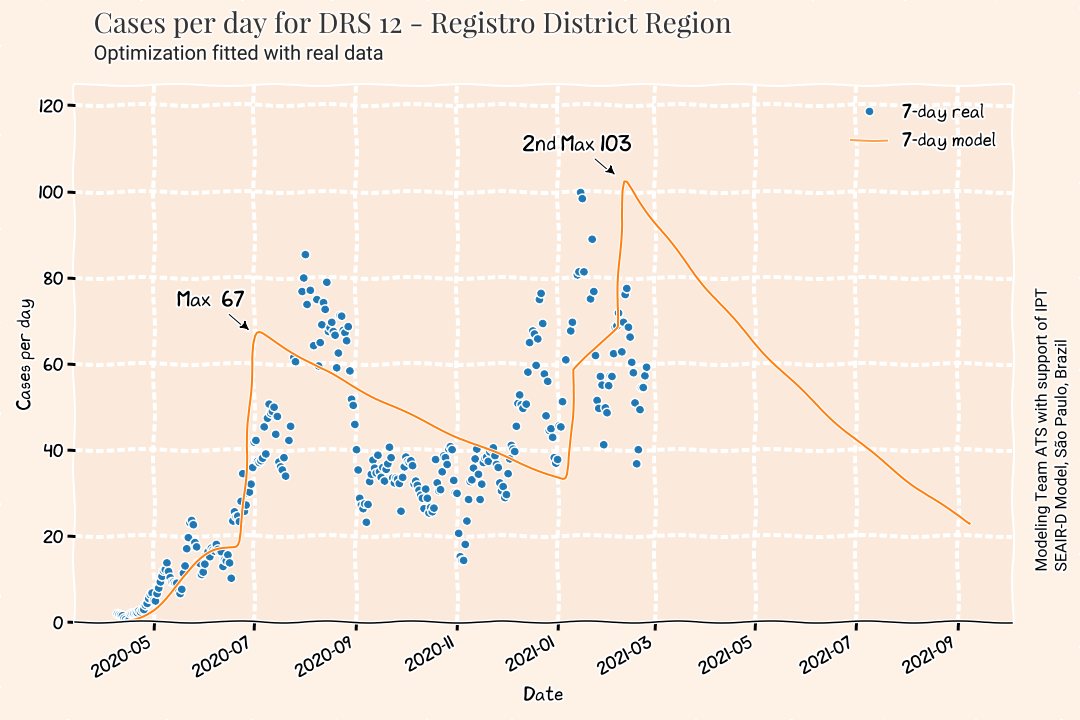 Cases per day for DRS 12 - Registro District Region
Optimization fitted with real data
120
100
80
60
40
20
0
Cases per day
7-day real
7-day model
2nd Max 103
Max 67
2020-05
2020-07
2020-09
2020-11
2021-01
2021-03
2021-05
2021-07
2021-09
Date
Modeling Team ATS with support of IPT
SEAIR-D Model, São Paulo, Brazil